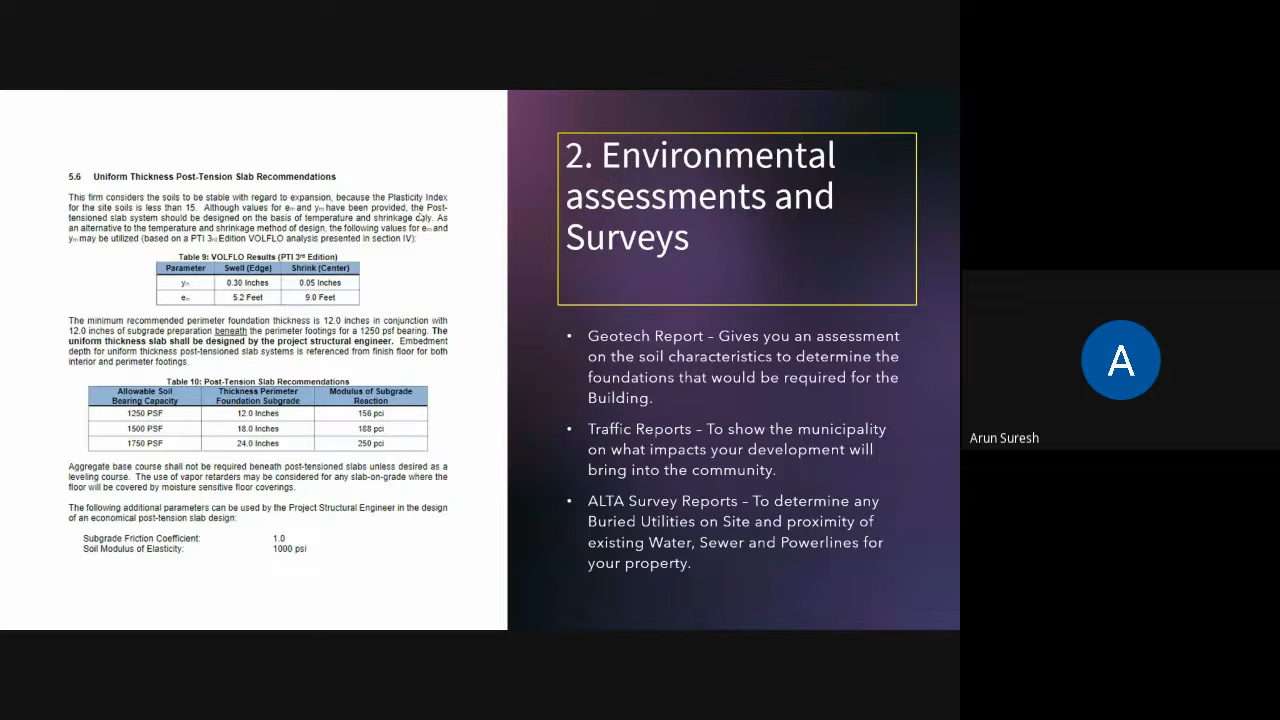 5.6 Uniform Thickness Post-Tension Slab Recommendations
This firm considers the soils to be stable with regard to expansion, because the Plasticity Index
for the site soils is less than 15. Although values for em and ym have been provided, the Post-
tensioned slab system should be designed on the basis of temperature and shrinkage only. As
an alternative to the temperature and shrinkage method of design, the following values for em and
ym may be utilized (based on a PTI 3rd Edition VOLFLO analysis presented in section IV):
Table 9: VOLFLO Results (PTI 3rd Edition)
Parameter Swell (Edge) Shrink (Center)
ym 0.30 Inches 0.05 Inches
em 5.2 Feet 9.0 Feet
The minimum recommended perimeter foundation thickness is 12.0 inches in conjunction with
12.0 inches of subgrade preparation beneath the perimeter footings for a 1250 psf bearing. The
uniform thickness slab shall be designed by the project structural engineer. Embedment
depth for uniform thickness post-tensioned slab systems is referenced from finish floor for both
interior and perimeter footings.
Table 10: Post-Tension Slab Recommendations
Allowable Soil Thickness Perimeter Modulus of Subgrade
Bearing Capacity Foundation Subgrade Reaction
1250 PSF 12.0 Inches 156 pci
1500 PSF 18.0 Inches 188 pci
1750 PSF 24.0 Inches 250 pci
Aggregate base course shall not be required beneath post-tensioned slabs unless desired as a
leveling course. The use of vapor retarders may be considered for any slab-on-grade where the
floor will be covered by moisture sensitive floor coverings.
The following additional parameters can be used by the Project Structural Engineer in the design
of an economical post-tension slab design:
Subgrade Friction Coefficient: 1.0
Soil Modulus of Elasticity: 1000 psi
2. Environmental
assessments and
Surveys
• Geotech Report – Gives you an assessment
on the soil characteristics to determine the
foundations that would be required for the
Building.
• Traffic Reports – To show the municipality
on what impacts your development will
bring into the community.
• ALTA Survey Reports – To determine any
Buried Utilities on Site and proximity of
existing Water, Sewer and Powerlines for
your property.
A
Arun Suresh